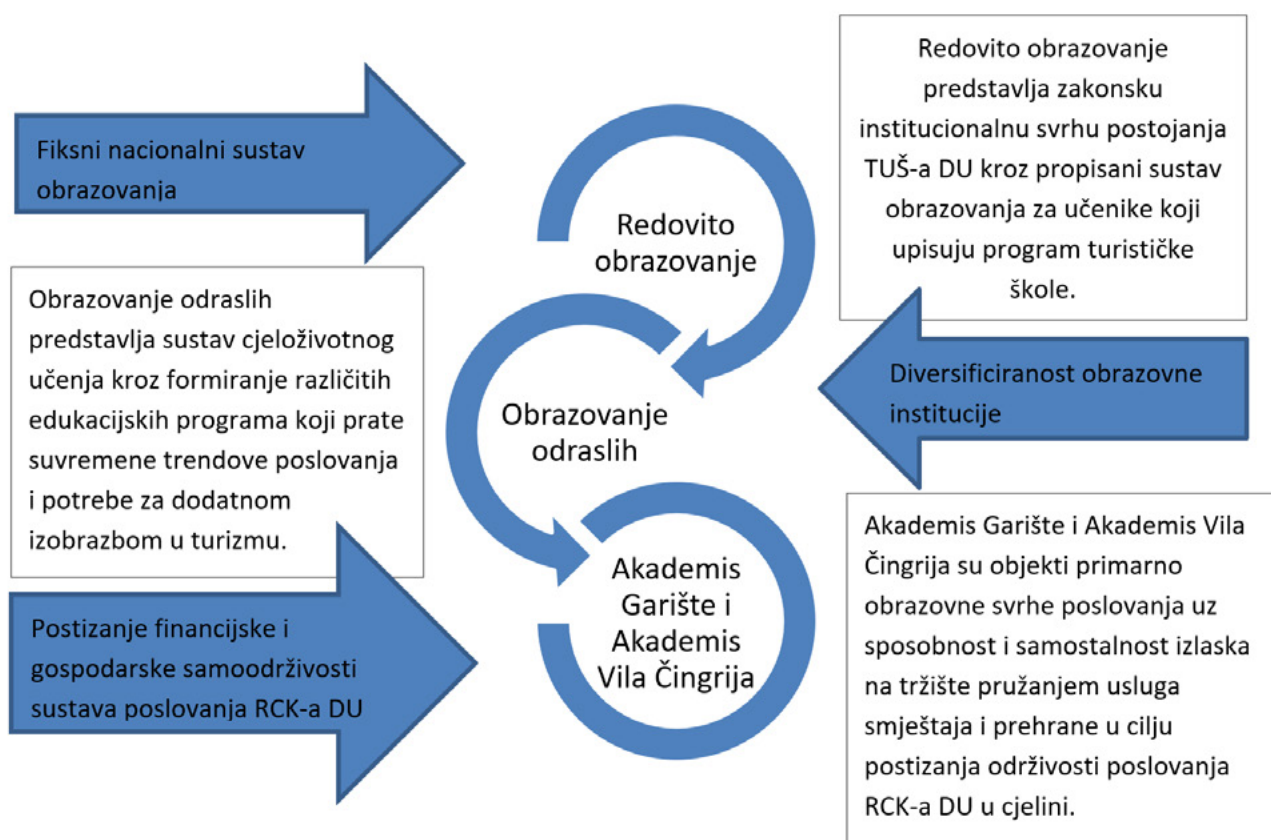 Fiksni nacionalni sustav
obrazovanja
Redovito
obrazovanje
Redovito obrazovanje
predstavlja zakonsku
institucionalnu svrhu postojanja
TUŠ-a DU kroz propisani sustav
obrazovanja za učenike koji
upisuju program turističke
škole.
Obrazovanje odraslih
predstavlja sustav cjeloživotnog
učenja kroz formiranje različitih
edukacijskih programa koji prate
suvremene trendove poslovanja
i potrebe za dodatnom
izobrazbom u turizmu.
Obrazovanje
odraslih
Diversificiranost obrazovne
institucije
Postizanje financijske i
gospodarske samoodrživosti
sustava poslovanja RCK-a DU
Akademis
Garište i
Akademis
Vila Čingrija
Akademis Garište i Akademis Vila
Čingrija su objekti primarno
obrazovne svrhe poslovanja uz
sposobnost i samostalnost izlaska
na tržište pružanjem usluga
smještaja i prehrane u cilju
postizanja održivosti poslovanja
RCK-a DU u cjelini.